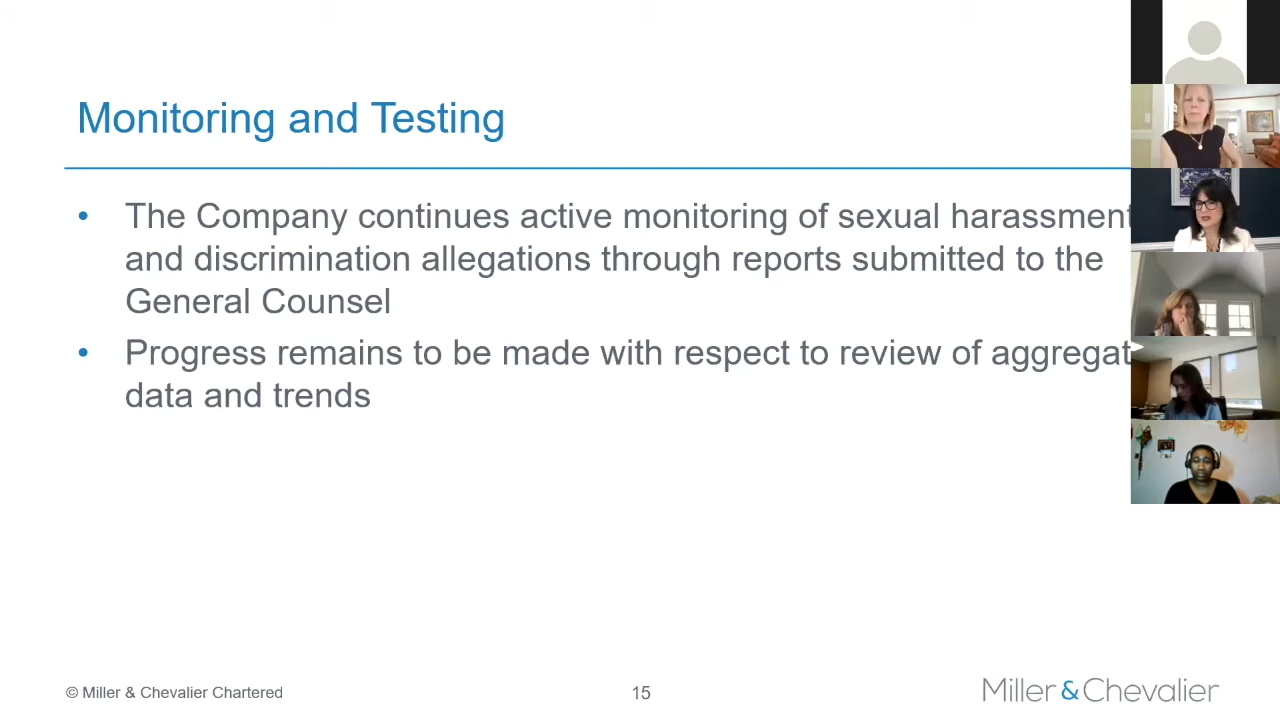 Monitoring and Testing
• The Company continues active monitoring of sexual harassment
and discrimination allegations through reports submitted to the
General Counsel
• Progress remains to be made with respect to review of aggregat
data and trends
© Miller & Chevalier Chartered
15
Miller&Chevalier